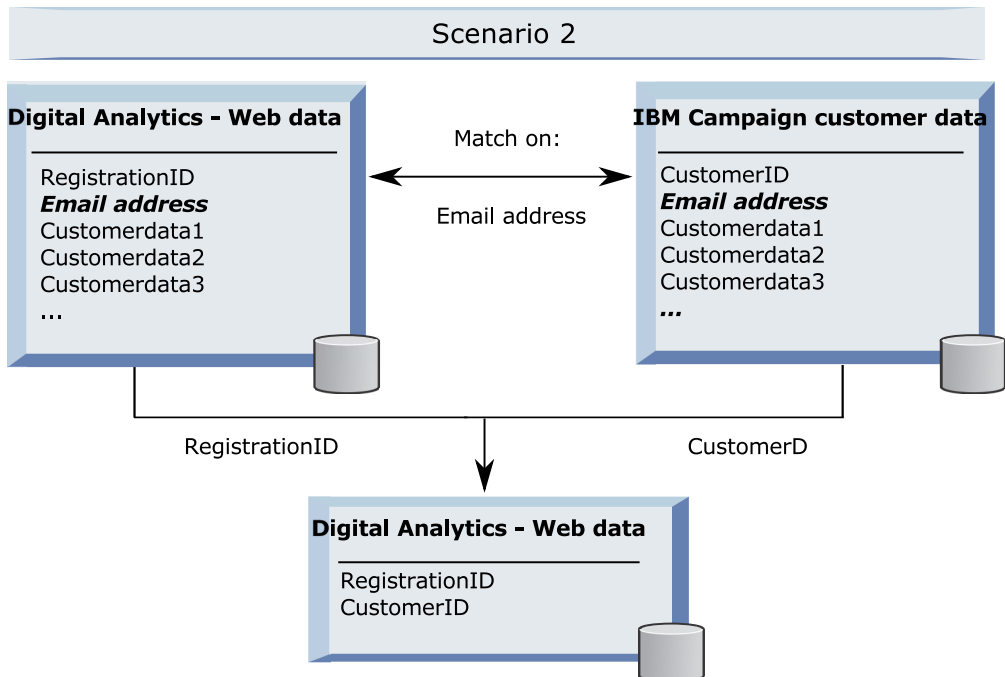 Scenario 2
Digital Analytics - Web data
RegistrationID
Email address
Customerdata1
Customerdata2
Customerdata3
...
Match on:
Email address
IBM Campaign customer data
CustomerID
Email address
Customerdata1
Customerdata2
Customerdata3
...
RegistrationID
CustomerD
Digital Analytics - Web data
RegistrationID
CustomerID